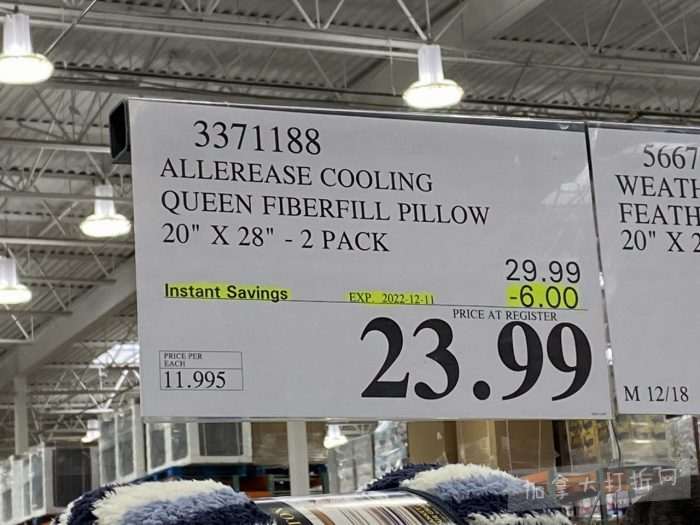 3371188
ALLEREASE COOLING
QUEEN FIBERFILL PILLOW
20" X 28" - 2 PACK
29.99
Instant Savings EXP. 2022-12-11 -6.00
PRICE AT REGISTER
23.99
PRICE PER
EACH
11.995
5667
WEATH
FEATH
20" X 2
M 12/18
加拿大打折网